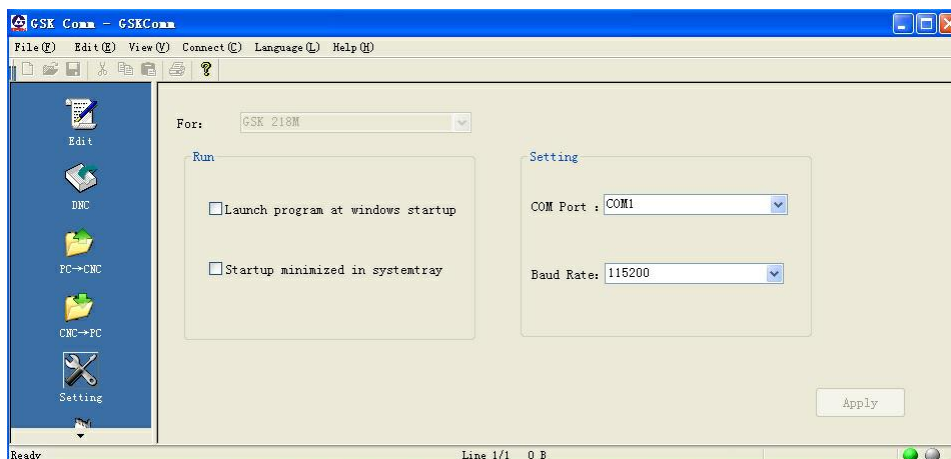 GSK Comm - GSKComm
File(F) Edit(E) View(V) Connect(C) Language(L) Help(H)
Edit
DNC
PC→CNC
CNC→PC
Setting
For: GSK 218M
Run
Launch program at windows startup
Startup minimized in systemtray
Setting
COM Port : COM1
Baud Rate: 115200
Apply
Ready Line 1/1 0 B